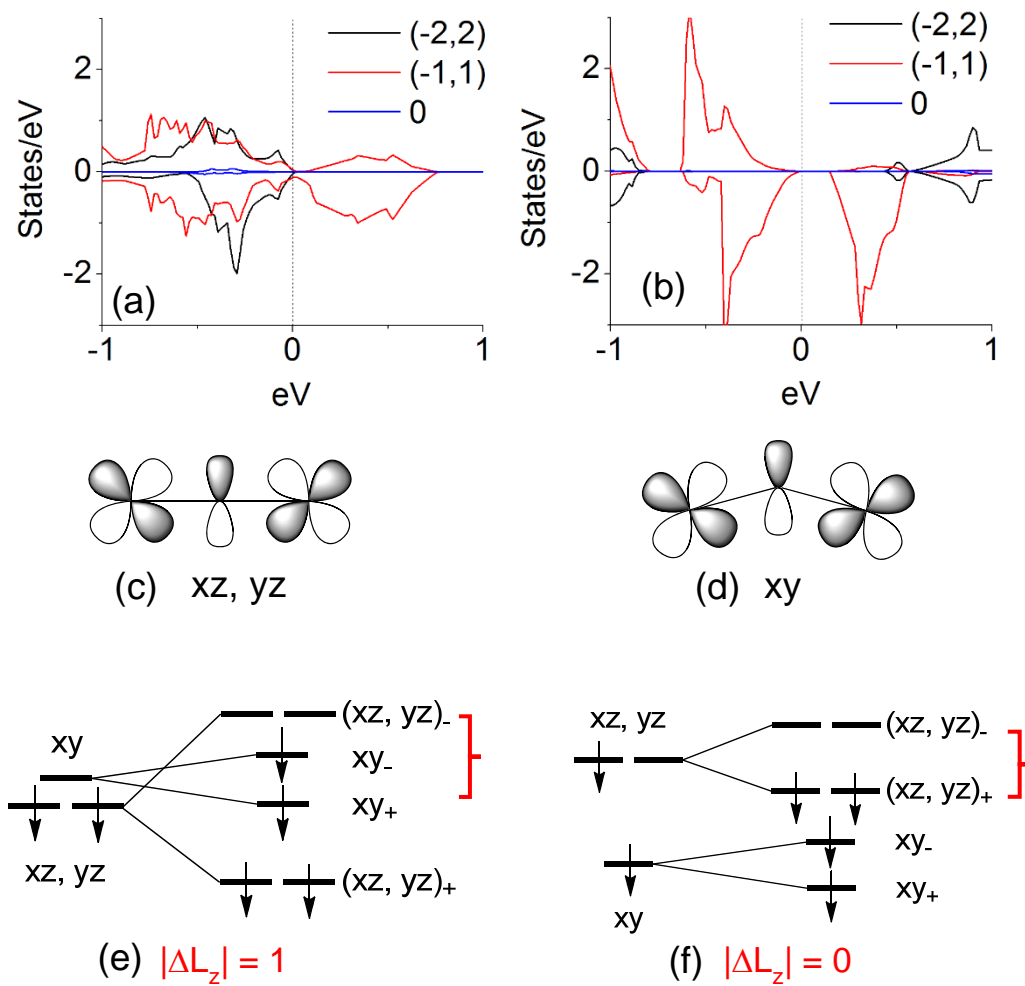 (-2,2)
(-1,1)
0
2
0
-2
States/eV
(a)
-1
0
1
eV
(-2,2)
(-1,1)
0
2
0
-2
States/eV
(b)
-1
0
1
eV
(c) xz, yz
(d) xy
xy
xz, yz
(xz, yz)-
xy-
xy+
(xz, yz)+
(e) |ΔLz| = 1
xz, yz
xy
(xz, yz)-
(xz, yz)+
xy-
xy+
(f) |ΔLz| = 0